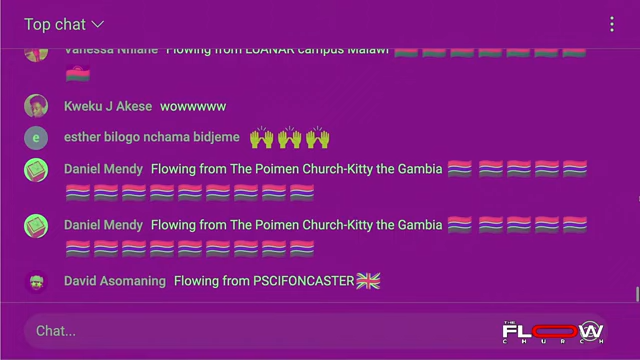 Top chat
Vanessa Nhlane Flowing from LUANAR campus Malawi
Kweku J Akese wowwwww
e esther bilogo nchama bidjeme
Daniel Mendy Flowing from The Poimen Church-Kitty the Gambia
Daniel Mendy Flowing from The Poimen Church-Kitty the Gambia
David Asomaning Flowing from PSCIFONCASTER
Chat...
THE
FLOW
CHURCH